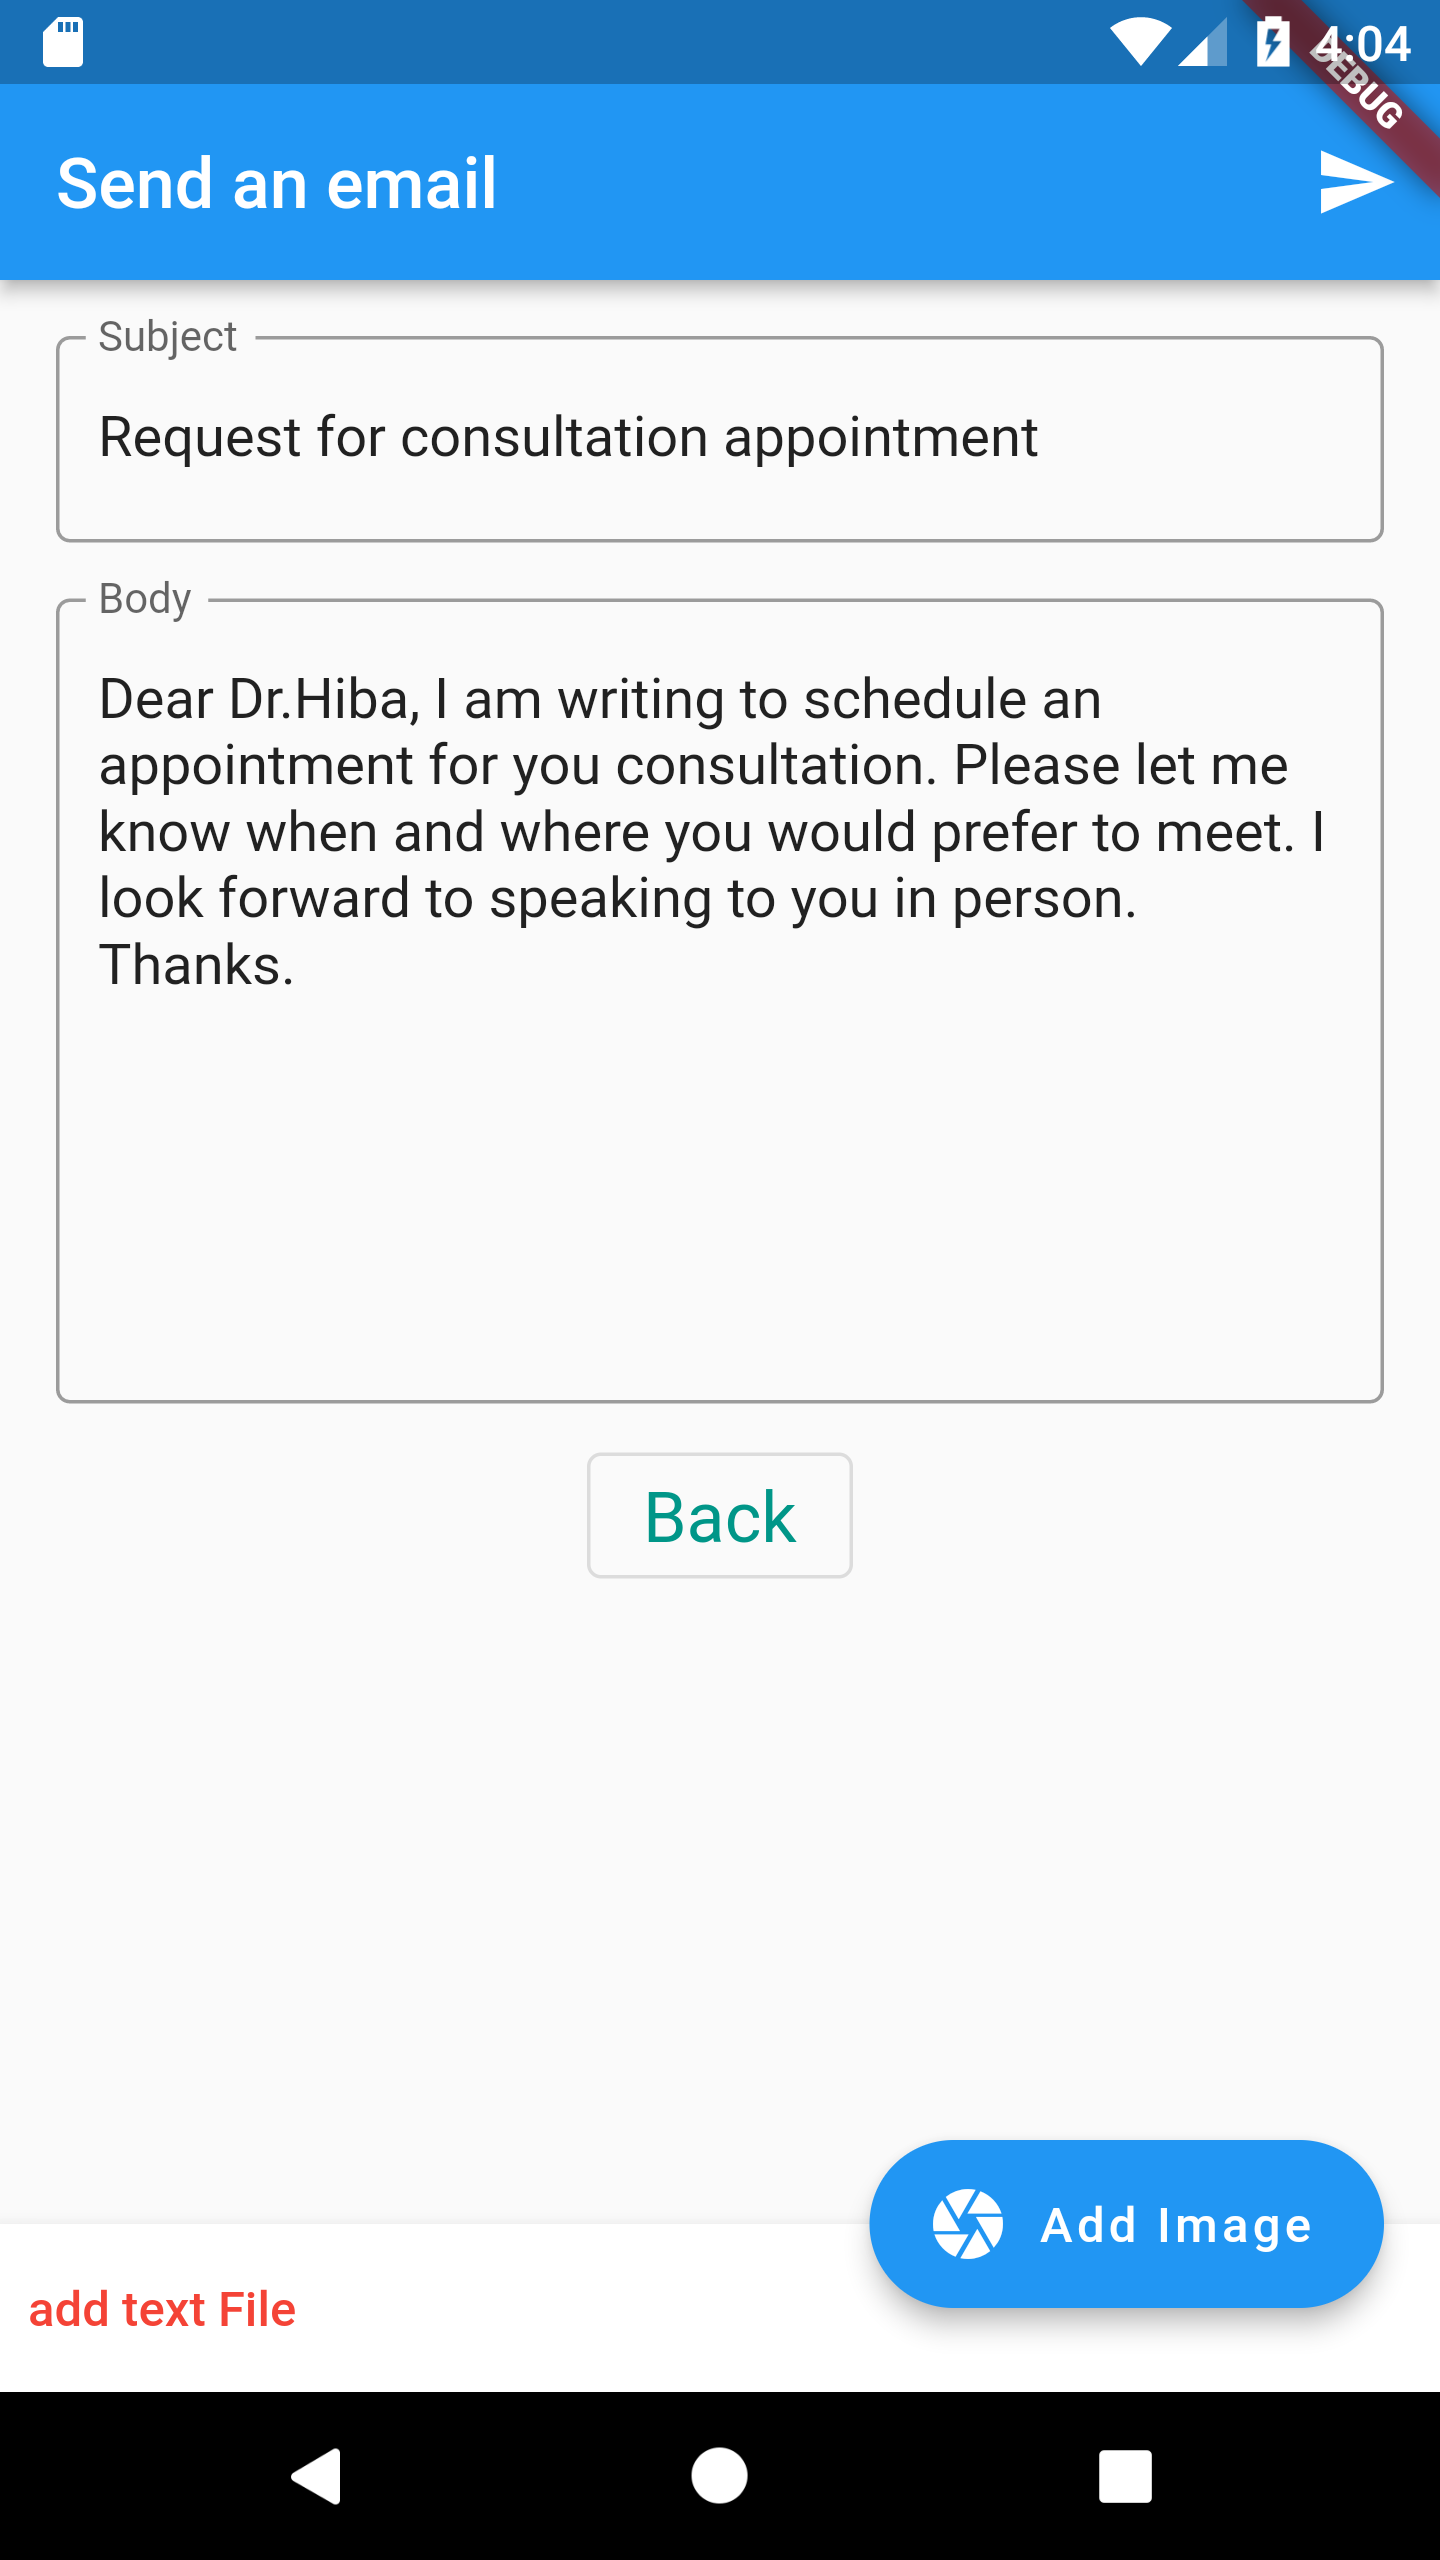 4:04
DEBUG
Send an email
Subject
Request for consultation appointment
Body
Dear Dr.Hiba, I am writing to schedule an
appointment for you consultation. Please let me
know when and where you would prefer to meet. I
look forward to speaking to you in person.
Thanks.
Back
Add Image
add text File